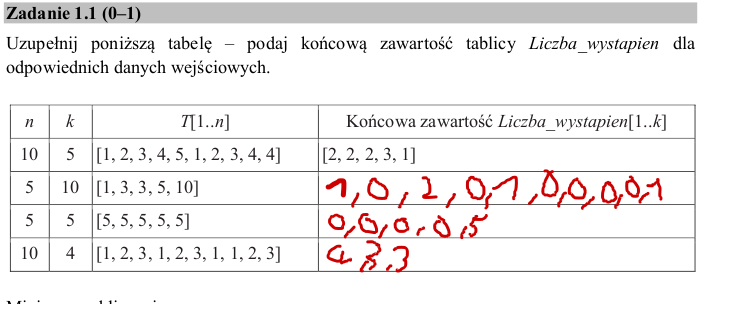 Zadanie 1.1 (0–1)
Uzupełnij poniższą tabelę – podaj końcową zawartość tablicy Liczba_wystapien dla
odpowiednich danych wejściowych.
n k T[1..n] Końcowa zawartość Liczba_wystapien[1..k]
10 5 [1, 2, 3, 4, 5, 1, 2, 3, 4, 4] [2, 2, 2, 3, 1]
5 10 [1, 3, 3, 5, 10] 1,0,2,0,1,0,0,0,0,1
5 5 [5, 5, 5, 5, 5] 0,0,0,0,5
10 4 [1, 2, 3, 1, 2, 3, 1, 1, 2, 3] 4,3,3